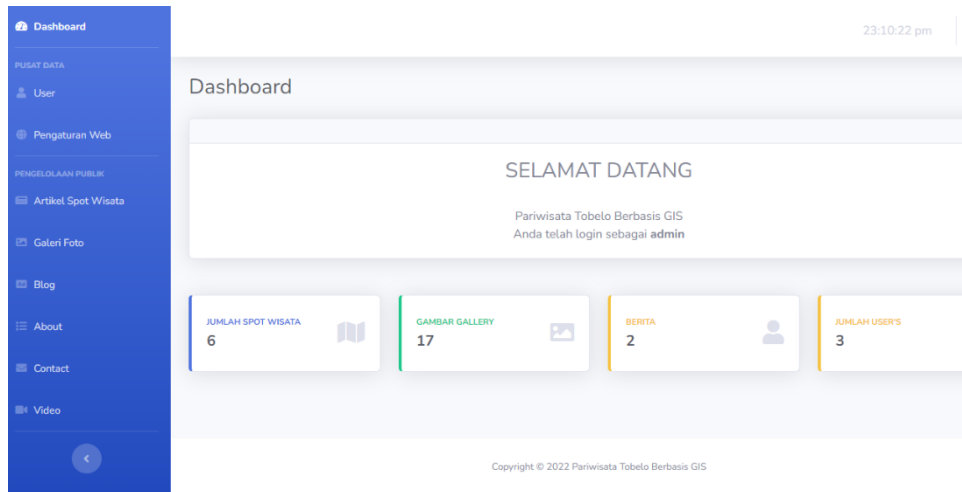 Dashboard
PUSAT DATA
User
Pengaturan Web
PENGELOLAAN PUBLIK
Artikel Spot Wisata
Galeri Foto
Blog
About
Contact
Video
23:10:22 pm
Dashboard
SELAMAT DATANG
Pariwisata Tobelo Berbasis GIS
Anda telah login sebagai admin
JUMLAH SPOT WISATA
6
GAMBAR GALLERY
17
BERITA
2
JUMLAH USER'S
3
Copyright © 2022 Pariwisata Tobelo Berbasis GIS